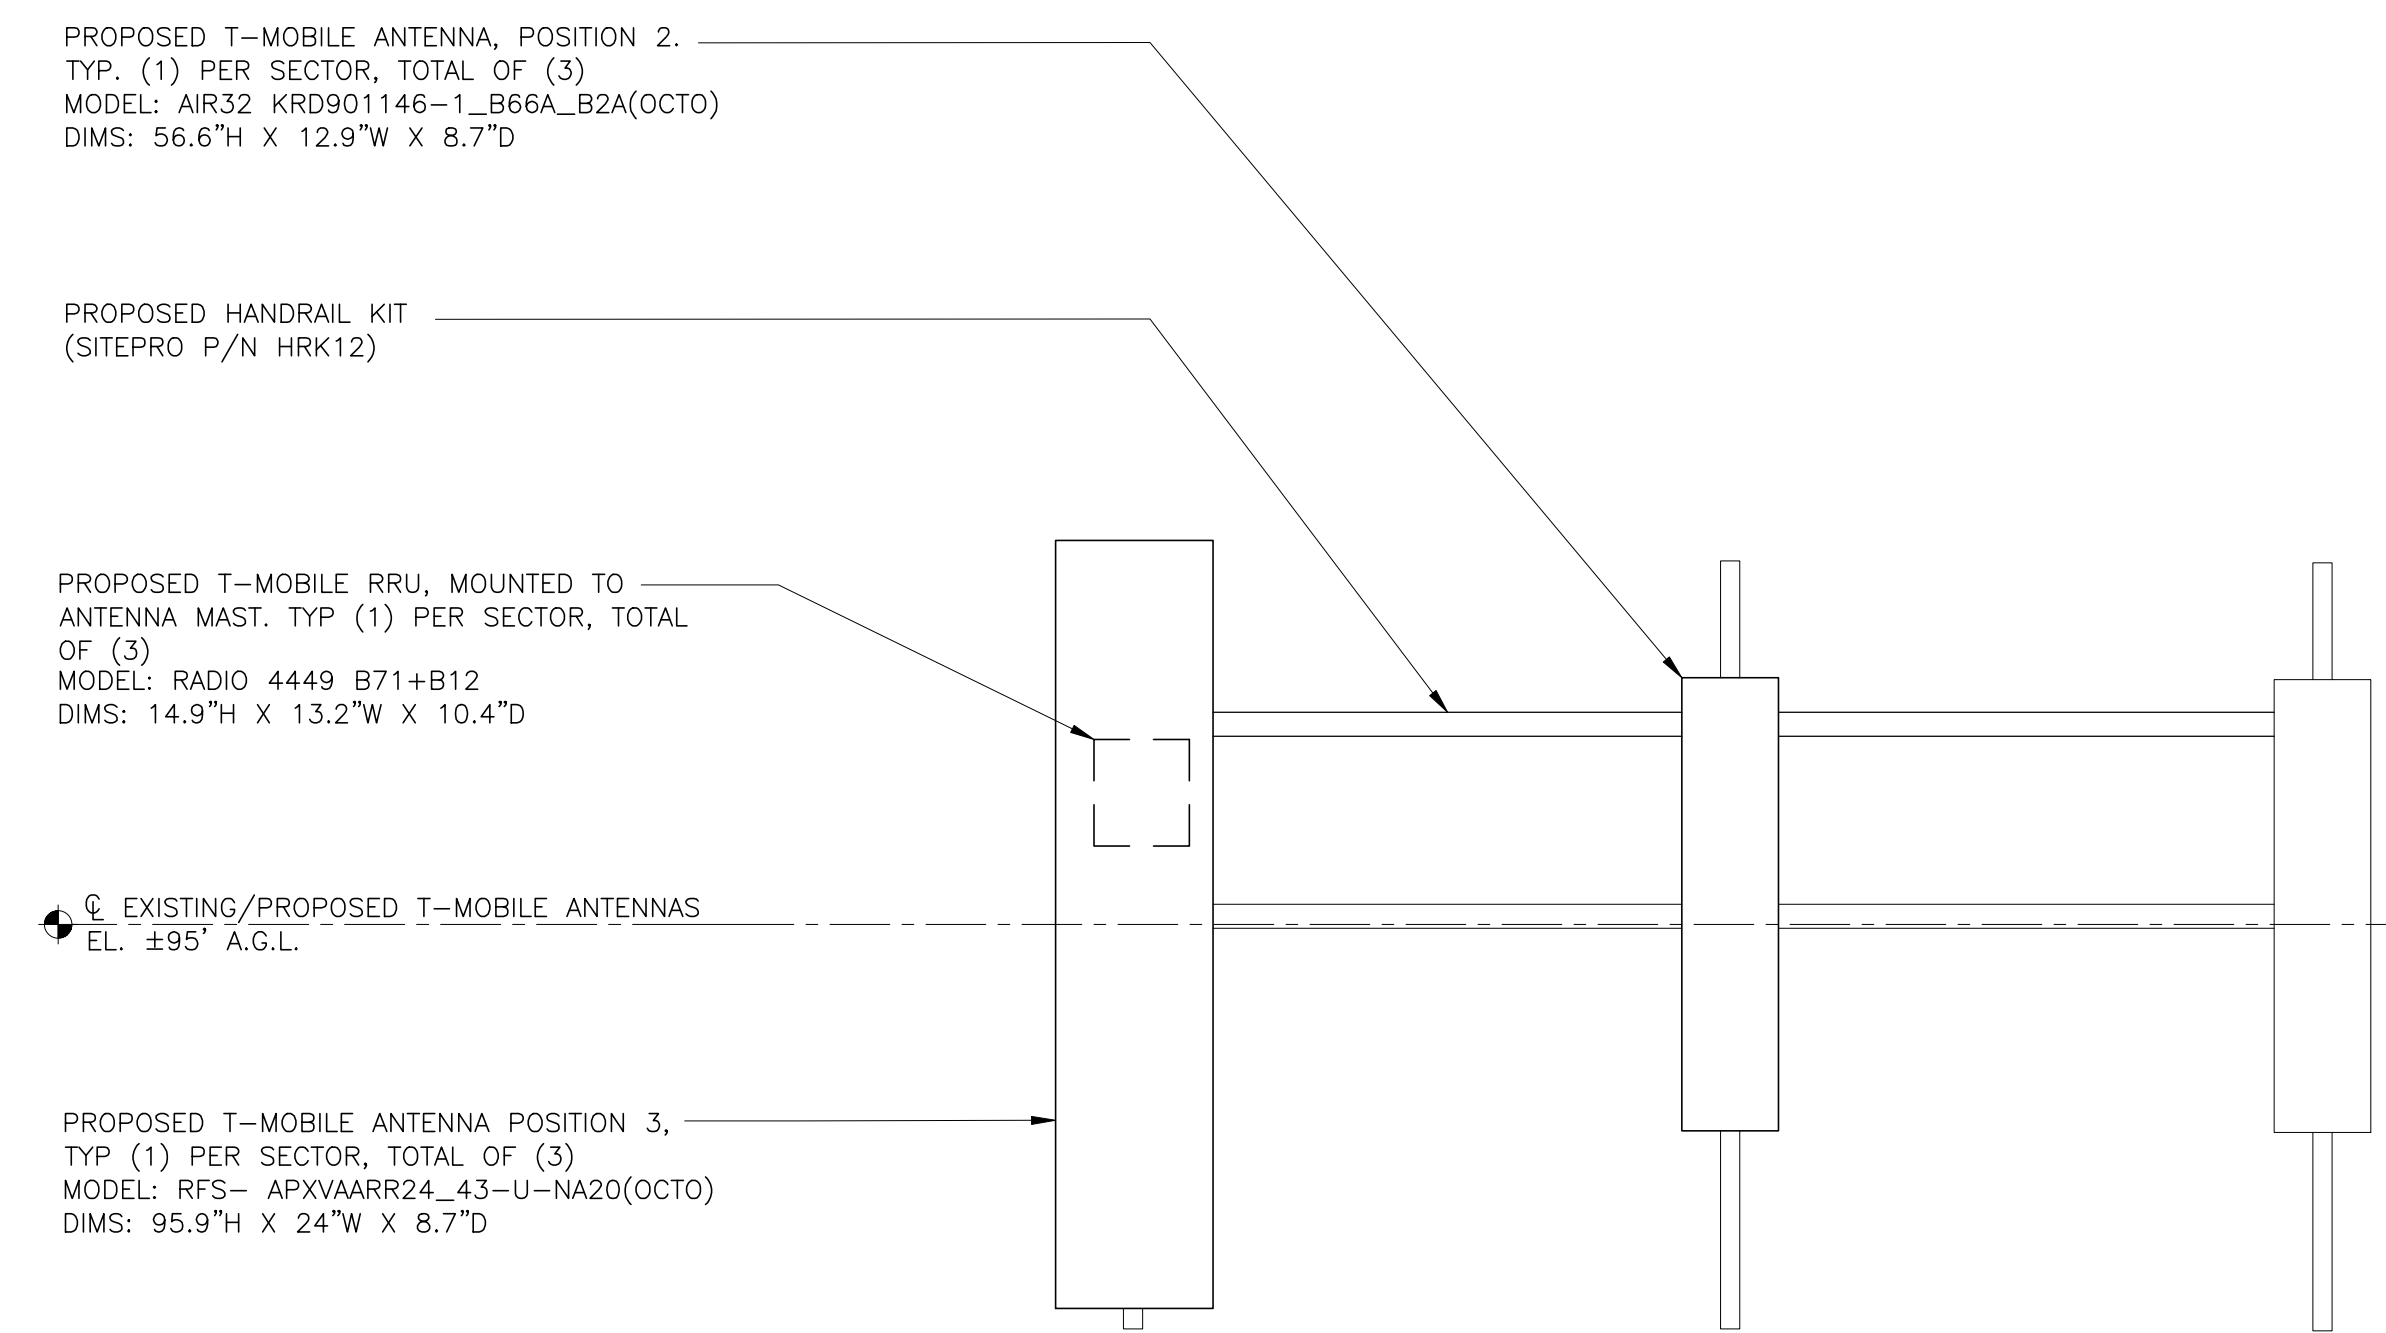 PROPOSED T-MOBILE ANTENNA, POSITION 2.
TYP. (1) PER SECTOR, TOTAL OF (3)
MODEL: AIR32 KRD901146-1_B66A_B2A(OCTO)
DIMS: 56.6"H X 12.9"W X 8.7"D
PROPOSED HANDRAIL KIT
(SITEPRO P/N HRK12)
PROPOSED T-MOBILE RRU, MOUNTED TO
ANTENNA MAST. TYP (1) PER SECTOR, TOTAL
OF (3)
MODEL: RADIO 4449 B71+B12
DIMS: 14.9"H X 13.2"W X 10.4"D
℄ EXISTING/PROPOSED T-MOBILE ANTENNAS
EL. ±95' A.G.L.
PROPOSED T-MOBILE ANTENNA POSITION 3,
TYP (1) PER SECTOR, TOTAL OF (3)
MODEL: RFS- APXVAARR24_43-U-NA20(OCTO)
DIMS: 95.9"H X 24"W X 8.7"D